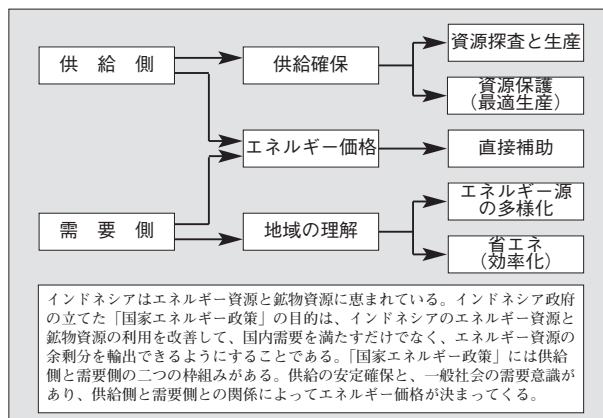 供給側
供給確保
資源探査と生産
資源保護
(最適生産)
エネルギー価格
直接補助
需要側
地域の理解
エネルギー源
の多様化
省エネ
(効率化)
インドネシアはエネルギー資源と鉱物資源に恵まれている。インドネシア政府
の立てた「国家エネルギー政策」の目的は、インドネシアのエネルギー資源と
鉱物資源の利用を改善して、国内需要を満たすだけでなく、エネルギー資源の
余剰分を輸出できるようにすることである。「国家エネルギー政策」には供給
側と需要側の二つの枠組みがある。供給の安定確保と、一般社会の需要意識が
あり、供給側と需要側との関係によってエネルギー価格が決まってくる。